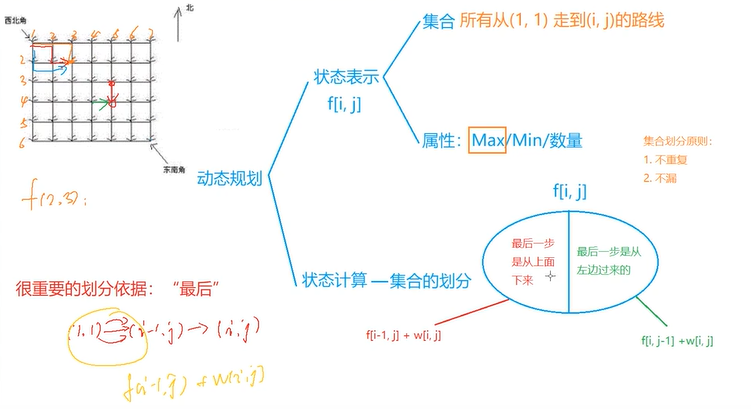 西北角
北
1 2 3 4 5 6 7
2
3
4
5
6
东南角
f(2,3):
动态规划
状态表示
f[i, j]
集合 所有从(1, 1) 走到(i, j)的路线
属性：Max/Min/数量
集合划分原则：
1. 不重复
2. 不漏
状态计算—集合的划分
f[i, j]
最后一步
是从上面
下来
最后一步是从
左边过来的
f[i-1, j] + w[i, j]
f[i, j-1] +w[i, j]
很重要的划分依据：“最后”
(1,1) (i-1,j) → (i,j)
f(i-1,j) + w(i,j)